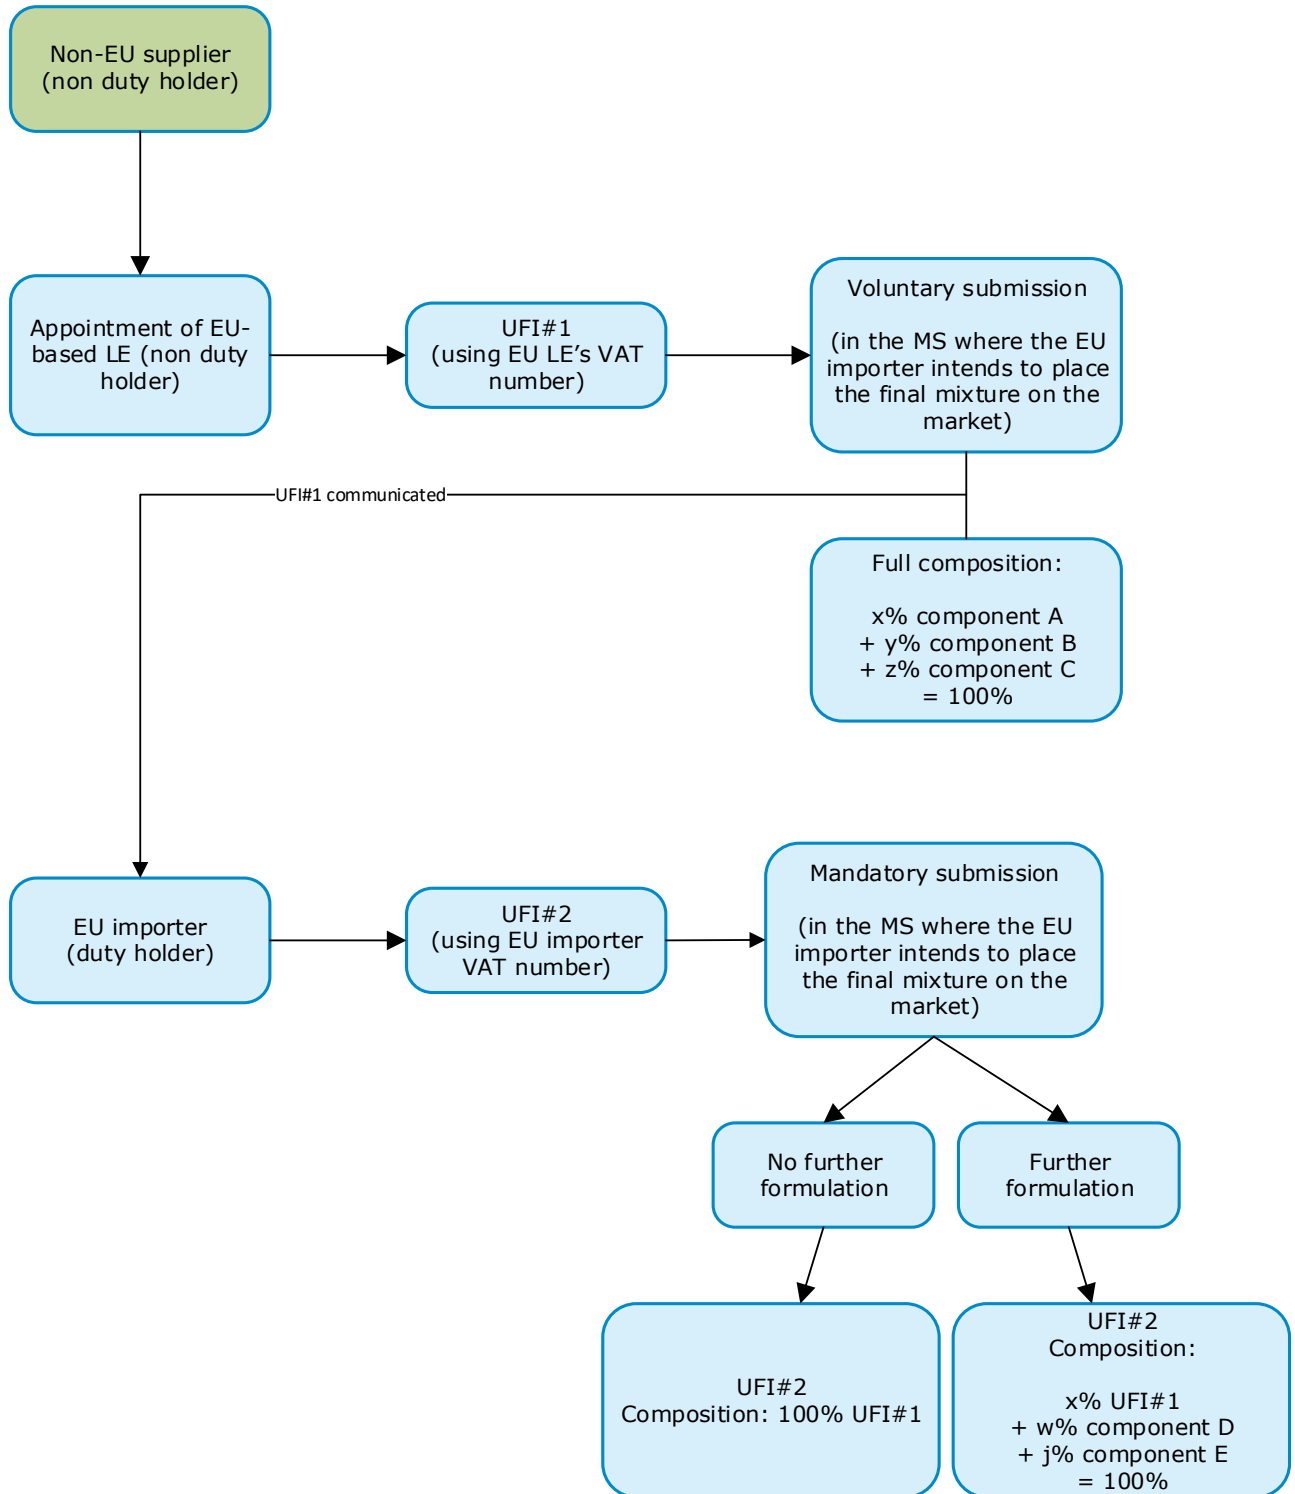 Non-EU supplier
(non duty holder)
Appointment of EU-
based LE (non duty
holder)
UFI#1
(using EU LE’s VAT
number)
Voluntary submission
(in the MS where the EU
importer intends to place
the final mixture on the
market)
UFI#1 communicated
Full composition:
x% component A
+ y% component B
+ z% component C
= 100%
EU importer
(duty holder)
UFI#2
(using EU importer
VAT number)
Mandatory submission
(in the MS where the EU
importer intends to place
the final mixture on the
market)
No further
formulation
Further
formulation
UFI#2
Composition: 100% UFI#1
UFI#2
Composition:
x% UFI#1
+ w% component D
+ j% component E
= 100%